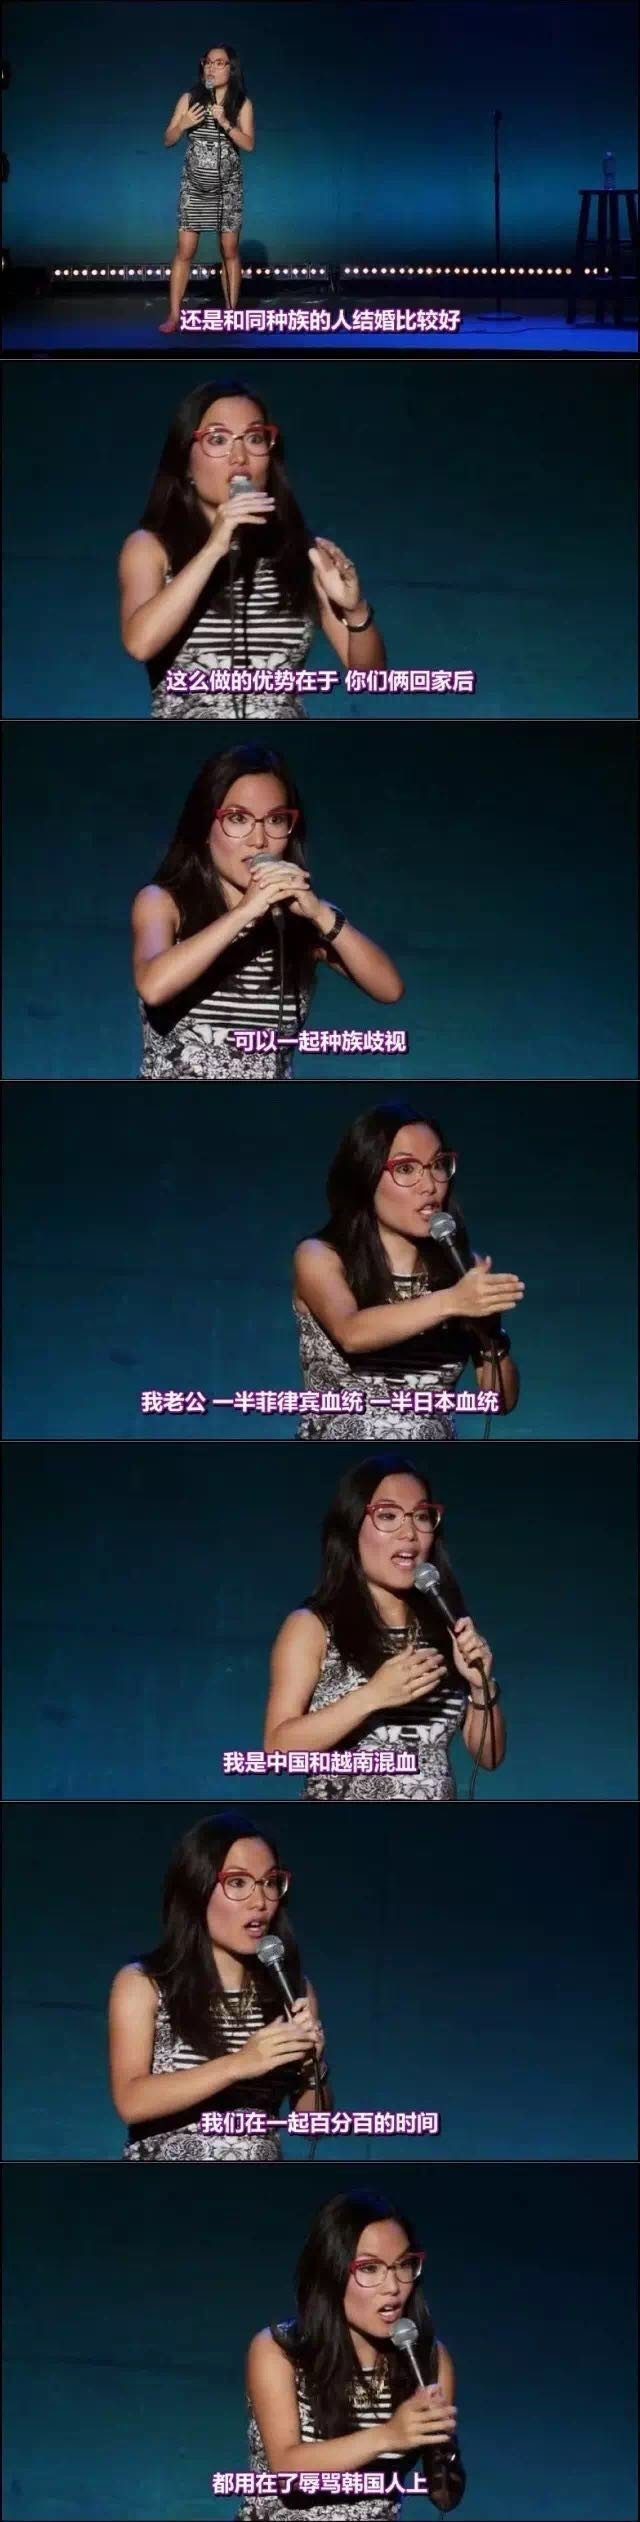 还是和同种族的人结婚比较好
这么做的优势在于 你们俩回家后
可以一起种族歧视
我老公 一半菲律宾血统 一半日本血统
我是中国和越南混血
我们在一起百分百的时间
都用在了辱骂韩国人上